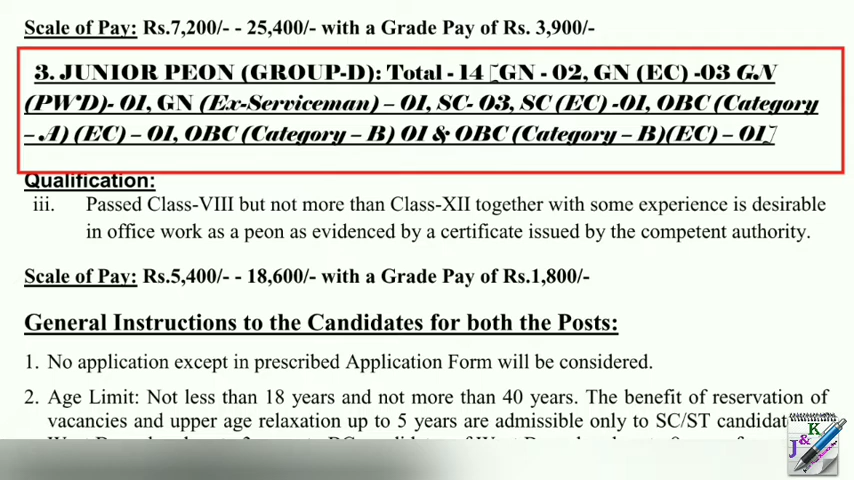 Scale of Pay: Rs.7,200/- - 25,400/- with a Grade Pay of Rs. 3,900/-
3. JUNIOR PEON (GROUP-D): Total - 14 [GN - 02, GN (EC) -03 GN
(PWD)- 01, GN (Ex-Serviceman) – 01, SC- 03, SC (EC) -01, OBC (Category
– A) (EC) – 01, OBC (Category – B) 01 & OBC (Category – B)(EC) – 01]
Qualification:
iii. Passed Class-VIII but not more than Class-XII together with some experience is desirable
in office work as a peon as evidenced by a certificate issued by the competent authority.
Scale of Pay: Rs.5,400/- - 18,600/- with a Grade Pay of Rs.1,800/-
General Instructions to the Candidates for both the Posts:
1. No application except in prescribed Application Form will be considered.
2. Age Limit: Not less than 18 years and not more than 40 years. The benefit of reservation of
vacancies and upper age relaxation up to 5 years are admissible only to SC/ST
J&K